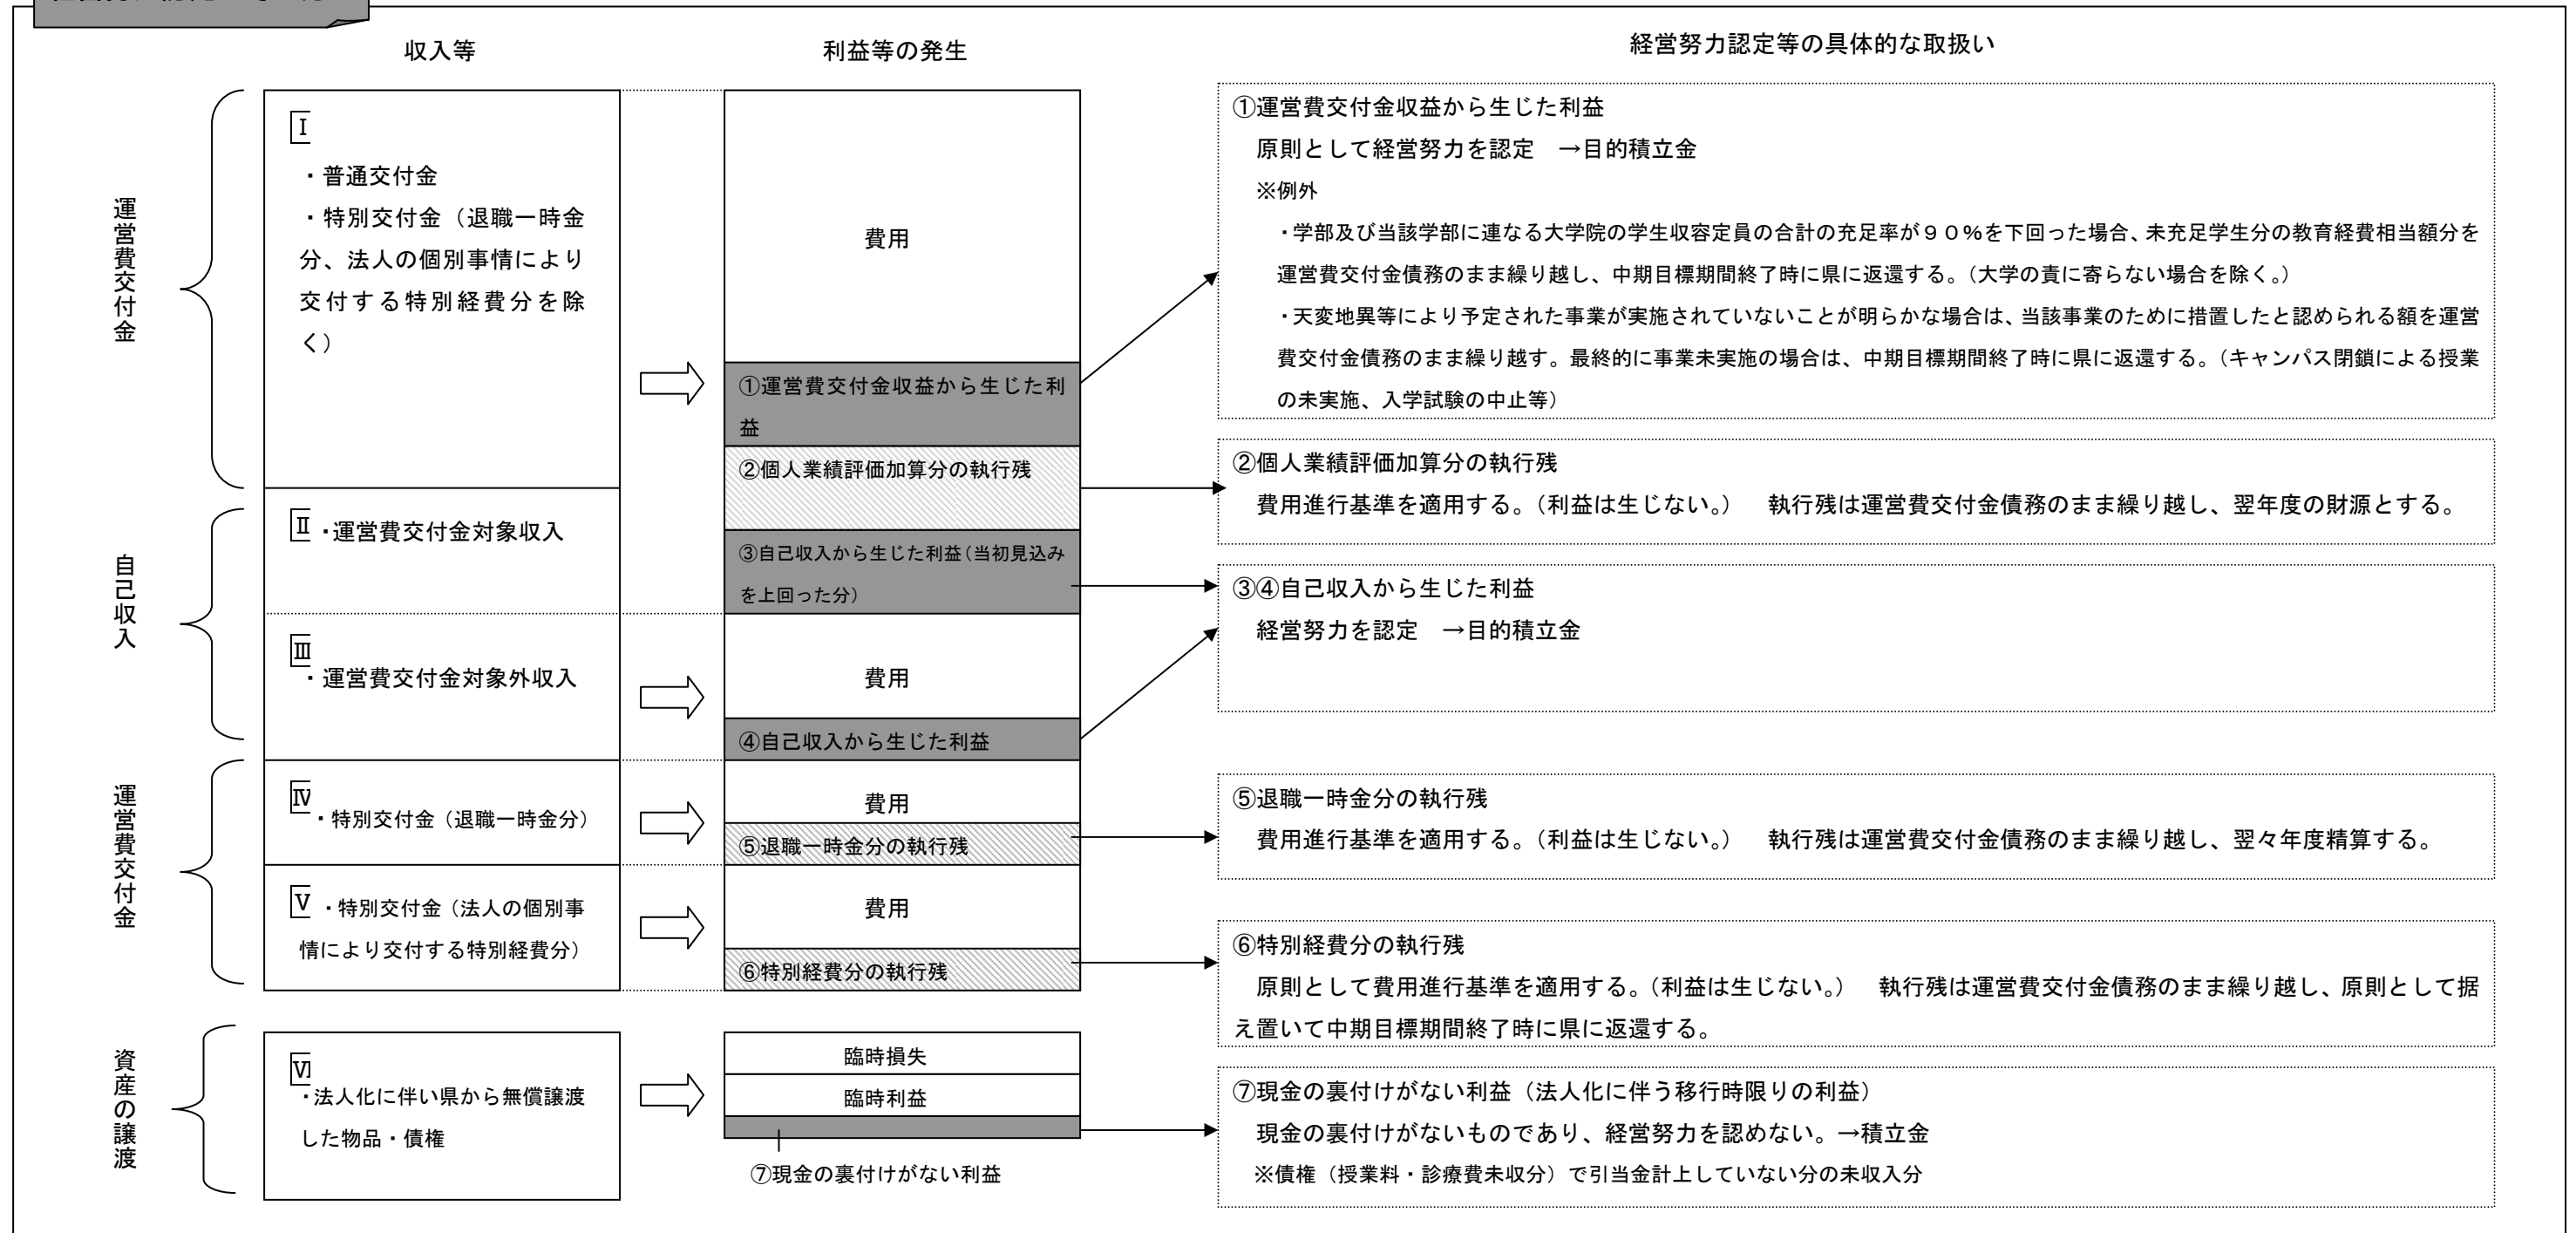 収入等
利益等の発生
経営努力認定等の具体的な取扱い
運営費交付金
Ⅰ
・普通交付金
・特別交付金（退職一時金
分、法人の個別事情により
交付する特別経費分を除
く）
自己収入
Ⅱ ・運営費交付金対象収入
Ⅲ
・運営費交付金対象外収入
運営費交付金
Ⅳ
・特別交付金（退職一時金分）
Ⅴ ・特別交付金（法人の個別事
情により交付する特別経費分）
資産の譲渡
Ⅵ
・法人化に伴い県から無償譲渡
した物品・債権
費用
①運営費交付金収益から生じた利
益
②個人業績評価加算分の執行残
③自己収入から生じた利益（当初見込み
を上回った分）
費用
④自己収入から生じた利益
費用
⑤退職一時金分の執行残
費用
⑥特別経費分の執行残
臨時損失
臨時利益
⑦現金の裏付けがない利益
①運営費交付金収益から生じた利益
原則として経営努力を認定　→目的積立金
※例外
・学部及び当該学部に連なる大学院の学生収容定員の合計の充足率が９０%を下回った場合、未充足学生分の教育経費相当額分を
運営費交付金債務のまま繰り越し、中期目標期間終了時に県に返還する。（大学の責に寄らない場合を除く。）
・天変地異等により予定された事業が実施されていないことが明らかな場合は、当該事業のために措置したと認められる額を運営
費交付金債務のまま繰り越す。最終的に事業未実施の場合は、中期目標期間終了時に県に返還する。（キャンパス閉鎖による授業
の未実施、入学試験の中止等）
②個人業績評価加算分の執行残
費用進行基準を適用する。（利益は生じない。）　執行残は運営費交付金債務のまま繰り越し、翌年度の財源とする。
③④自己収入から生じた利益
経営努力を認定　→目的積立金
⑤退職一時金分の執行残
費用進行基準を適用する。（利益は生じない。）　執行残は運営費交付金債務のまま繰り越し、翌々年度精算する。
⑥特別経費分の執行残
原則として費用進行基準を適用する。（利益は生じない。）　執行残は運営費交付金債務のまま繰り越し、原則として据
え置いて中期目標期間終了時に県に返還する。
⑦現金の裏付けがない利益（法人化に伴う移行時限りの利益）
現金の裏付けがないものであり、経営努力を認めない。→積立金
※債権（授業料・診療費未収分）で引当金計上していない分の未収入分